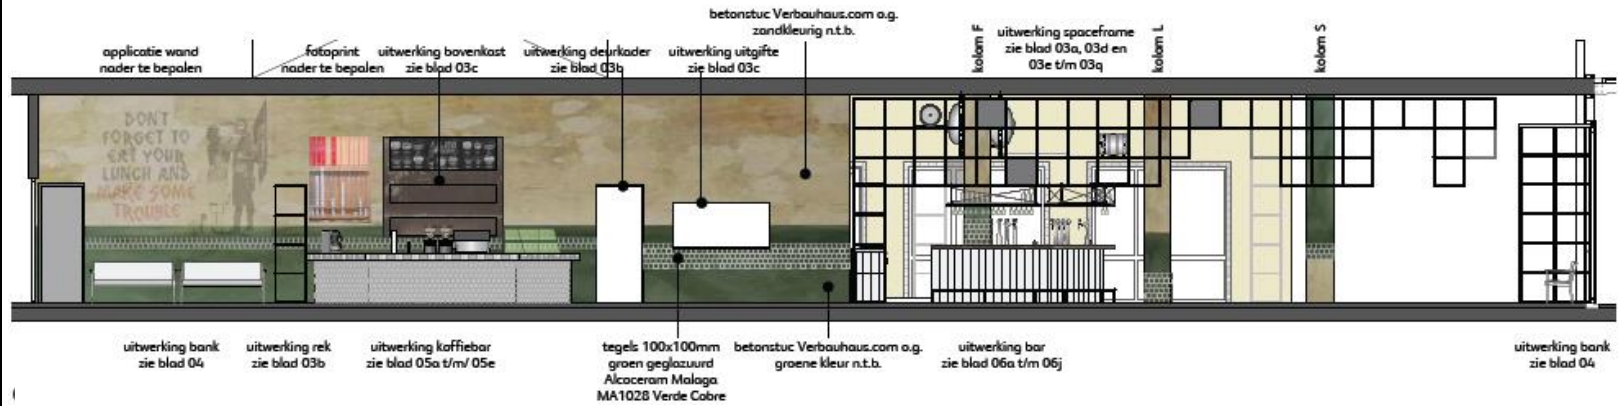 betonstuc Verbauhaus.com o.g.
zandkleurig n.t.b.
applicatie wand
nader te bepalen
fotoprint
nader te bepalen
uitwerking bovenkast
zie blad 03c
uitwerking deurkader
zie blad 03b
uitwerking uitgifte
zie blad 03c
kolom F
uitwerking spaceframe
zie blad 03a, 03d en
03e t/m 03q
kolom L
kolom S
DON'T
FORGET TO
EAT YOUR
LUNCH AND
MAKE SOME
TROUBLE
uitwerking bank
zie blad 04
uitwerking rek
zie blad 03b
uitwerking koffiebar
zie blad 05a t/m/ 05e
tegels 100x100mm
groen geglazuurd
Alcoceram Malaga
MA1028 Verde Cobre
betonstuc Verbauhaus.com o.g.
groene kleur n.t.b.
uitwerking bar
zie blad 06a t/m 06j
uitwerking bank
zie blad 04